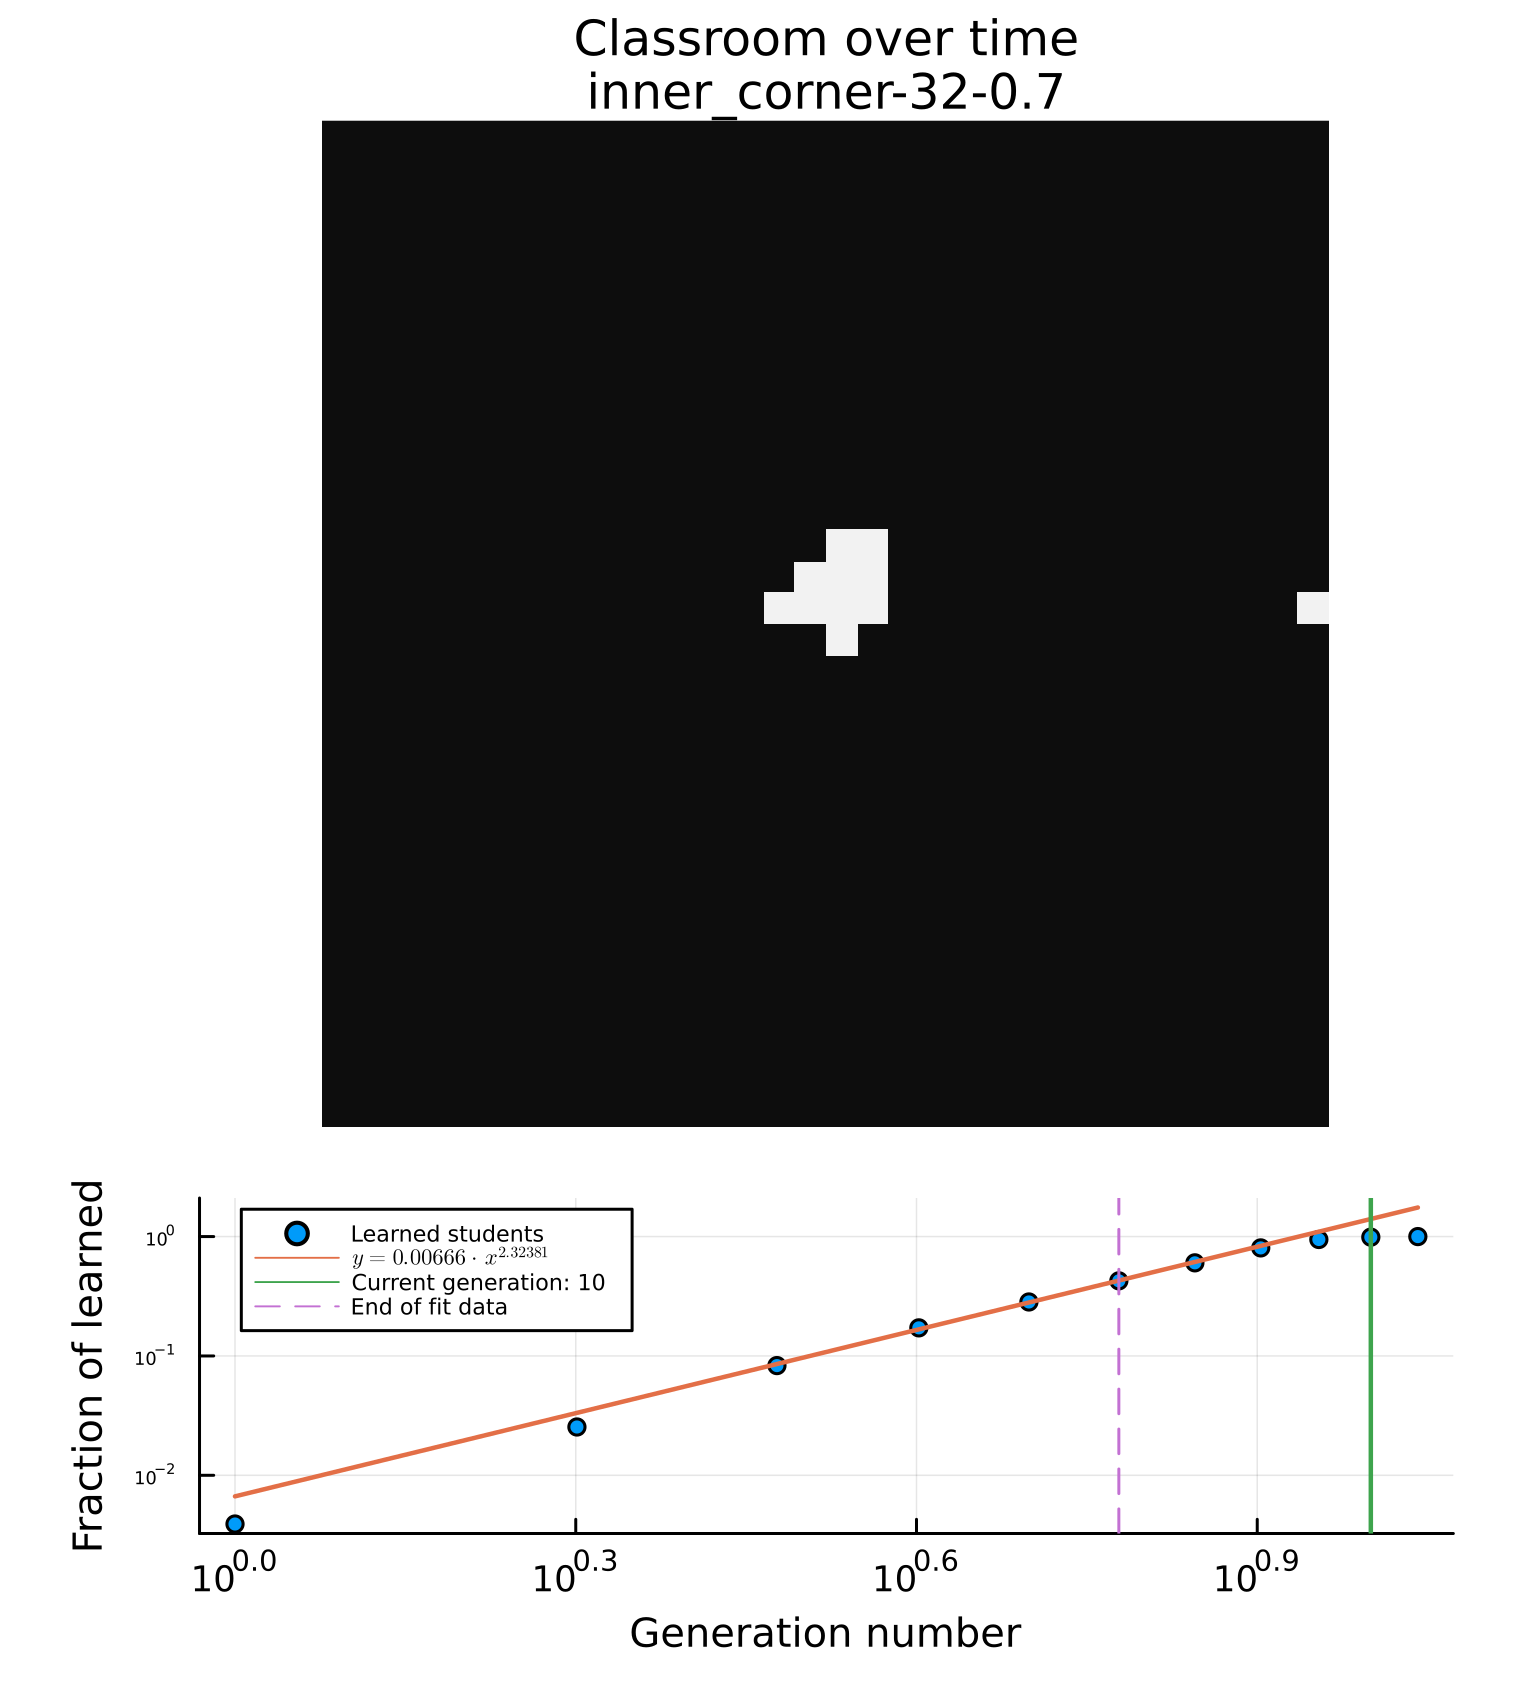 Classroom over time
inner_corner-32-0.7
Fraction of learned
10^0
10^-1
10^-2
Learned students
y = 0.00666 · x^2.32381
Current generation: 10
End of fit data
10^0.0 10^0.3 10^0.6 10^0.9
Generation number